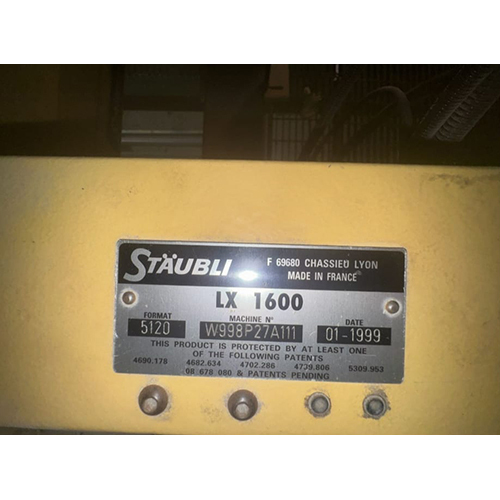 STÄUBLI
F 69680 CHASSIEU LYON
MADE IN FRANCE
LX 1600
FORMAT MACHINE N° DATE
5120 W998P27A111 01-1999
THIS PRODUCT IS PROTECTED BY AT LEAST ONE
OF THE FOLLOWING PATENTS
4690.178 4682.634 4702.286 4739.806 5309.953
OR 678 080 & PATENTS PENDING